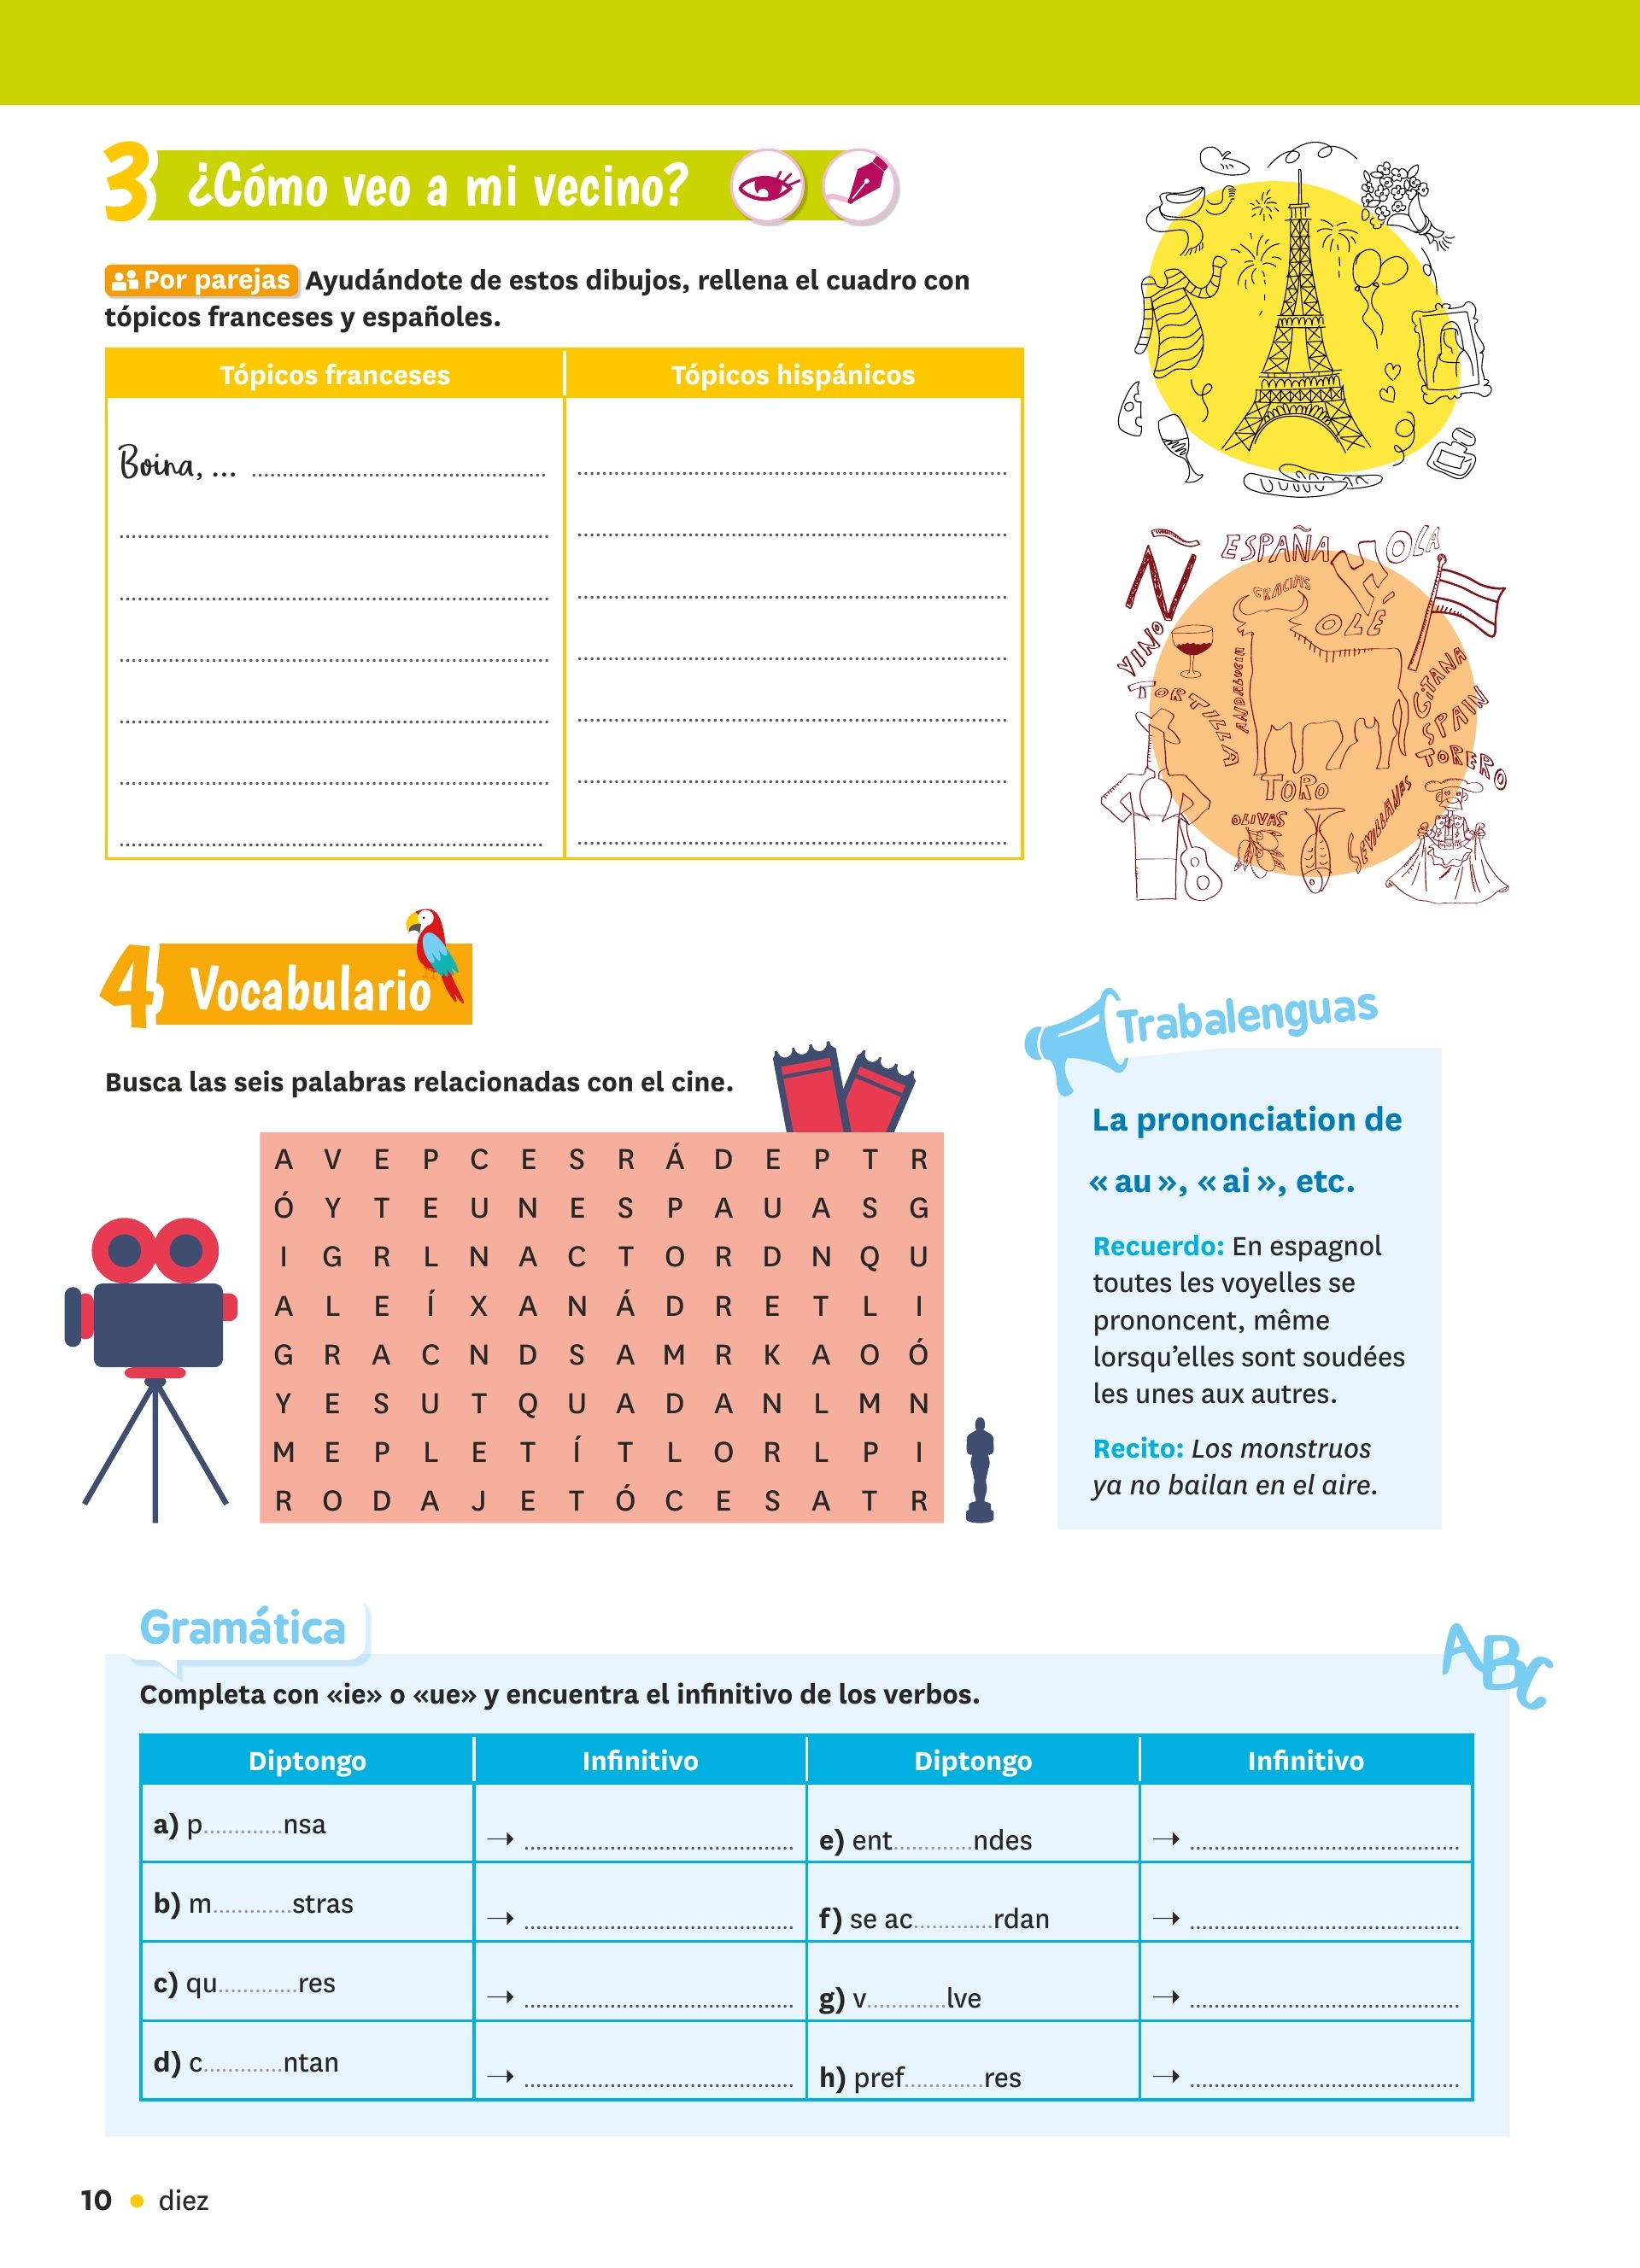 3 ¿Cómo veo a mi vecino?
Por parejas Ayudándote de estos dibujos, rellena el cuadro con
tópicos franceses y españoles.
Tópicos franceses Tópicos hispánicos
Boina, ...
Ñ
ESPAÑA
HOLA
GRACIAS
OLÉ
VINO
TORTILLA
ANDALUCIA
GITANA
SPAIN
TORERO
TORO
OLIVAS
SEVILLANAS
4 Vocabulario
Busca las seis palabras relacionadas con el cine.
A V E P C E S R Á D E P T R
Ó Y T E U N E S P A U A S G
I G R L N A C T O R D N Q U
A L E Í X A N Á D R E T L I
G R A C N D S A M R K A O Ó
Y E S U T Q U A D A N L M N
M E P L E T Í T L O R L P I
R O D A J E T Ó C E S A T R
Trabalenguas
La prononciation de
« au », « ai », etc.
Recuerdo: En espagnol
toutes les voyelles se
prononcent, même
lorsqu'elles sont soudées
les unes aux autres.
Recito: Los monstruos
ya no bailan en el aire.
Gramática
ABC
Completa con «ie» o «ue» y encuentra el infinitivo de los verbos.
Diptongo Infinitivo Diptongo Infinitivo
a) p............nsa → ............ e) ent............ndes → ............
b) m............stras → ............ f) se ac............rdan → ............
c) qu............res → ............ g) v............lve → ............
d) c............ntan → ............ h) pref............res → ............
10 • diez